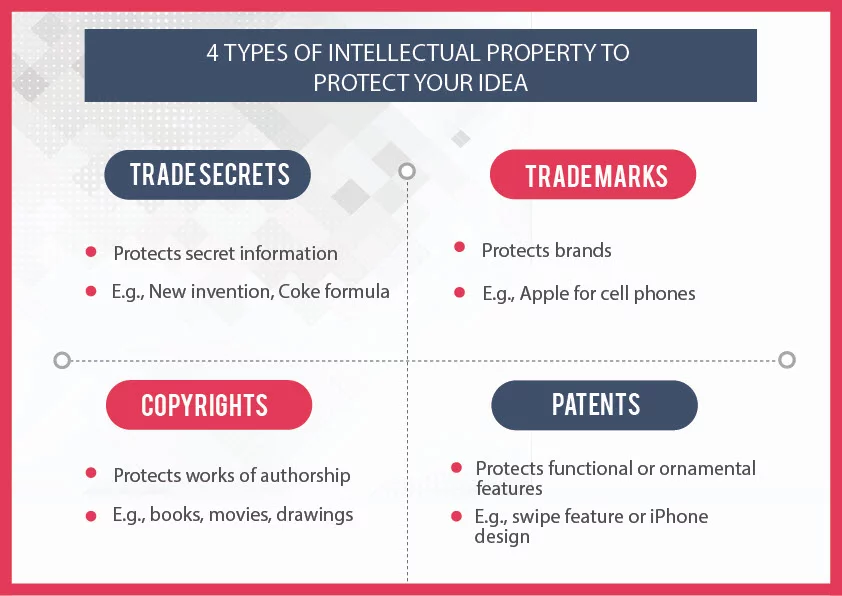 4 TYPES OF INTELLECTUAL PROPERTY TO
PROTECT YOUR IDEA
TRADE SECRETS
Protects secret information
E.g., New invention, Coke formula
TRADEMARKS
Protects brands
E.g., Apple for cell phones
COPYRIGHTS
Protects works of authorship
E.g., books, movies, drawings
PATENTS
Protects functional or ornamental
features
E.g., swipe feature or iPhone
design